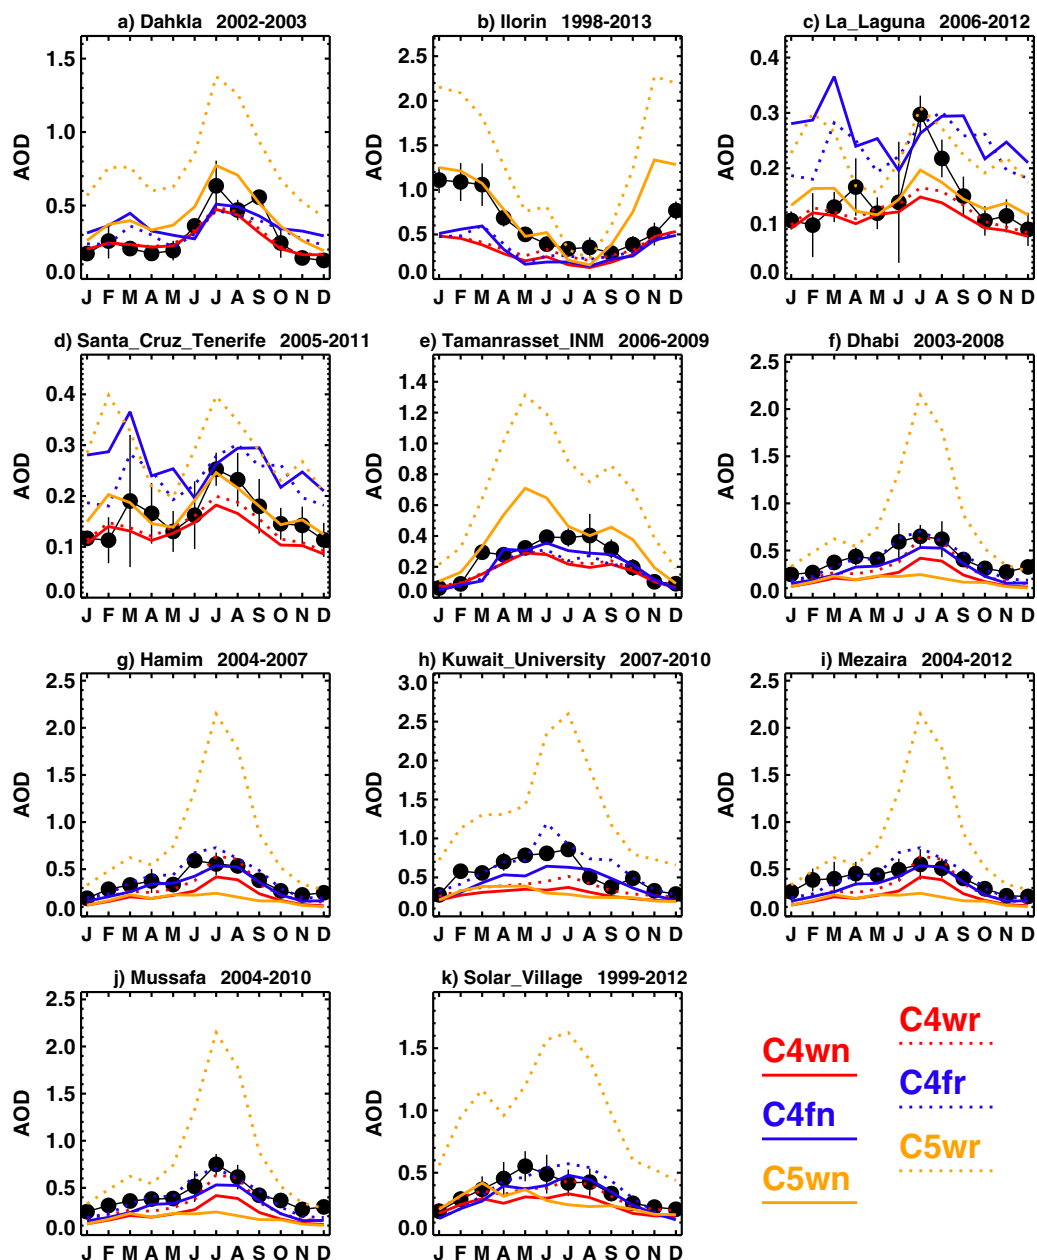 a) Dahkla 2002-2003
AOD
1.5
1.0
0.5
0.0
J F M A M J J A S O N D
b) Ilorin 1998-2013
AOD
2.5
2.0
1.5
1.0
0.5
0.0
J F M A M J J A S O N D
c) La_Laguna 2006-2012
AOD
0.4
0.3
0.2
0.1
0.0
J F M A M J J A S O N D
d) Santa_Cruz_Tenerife 2005-2011
AOD
0.4
0.3
0.2
0.1
0.0
J F M A M J J A S O N D
e) Tamanrasset_INM 2006-2009
AOD
1.4
1.2
1.0
0.8
0.6
0.4
0.2
0.0
J F M A M J J A S O N D
f) Dhabi 2003-2008
AOD
2.5
2.0
1.5
1.0
0.5
0.0
J F M A M J J A S O N D
g) Hamim 2004-2007
AOD
2.5
2.0
1.5
1.0
0.5
0.0
J F M A M J J A S O N D
h) Kuwait_University 2007-2010
AOD
3.0
2.5
2.0
1.5
1.0
0.5
0.0
J F M A M J J A S O N D
i) Mezaira 2004-2012
AOD
2.5
2.0
1.5
1.0
0.5
0.0
J F M A M J J A S O N D
j) Mussafa 2004-2010
AOD
2.5
2.0
1.5
1.0
0.5
0.0
J F M A M J J A S O N D
k) Solar_Village 1999-2012
AOD
1.5
1.0
0.5
0.0
J F M A M J J A S O N D
C4wn
C4fn
C5wn
C4wr
C4fr
C5wr